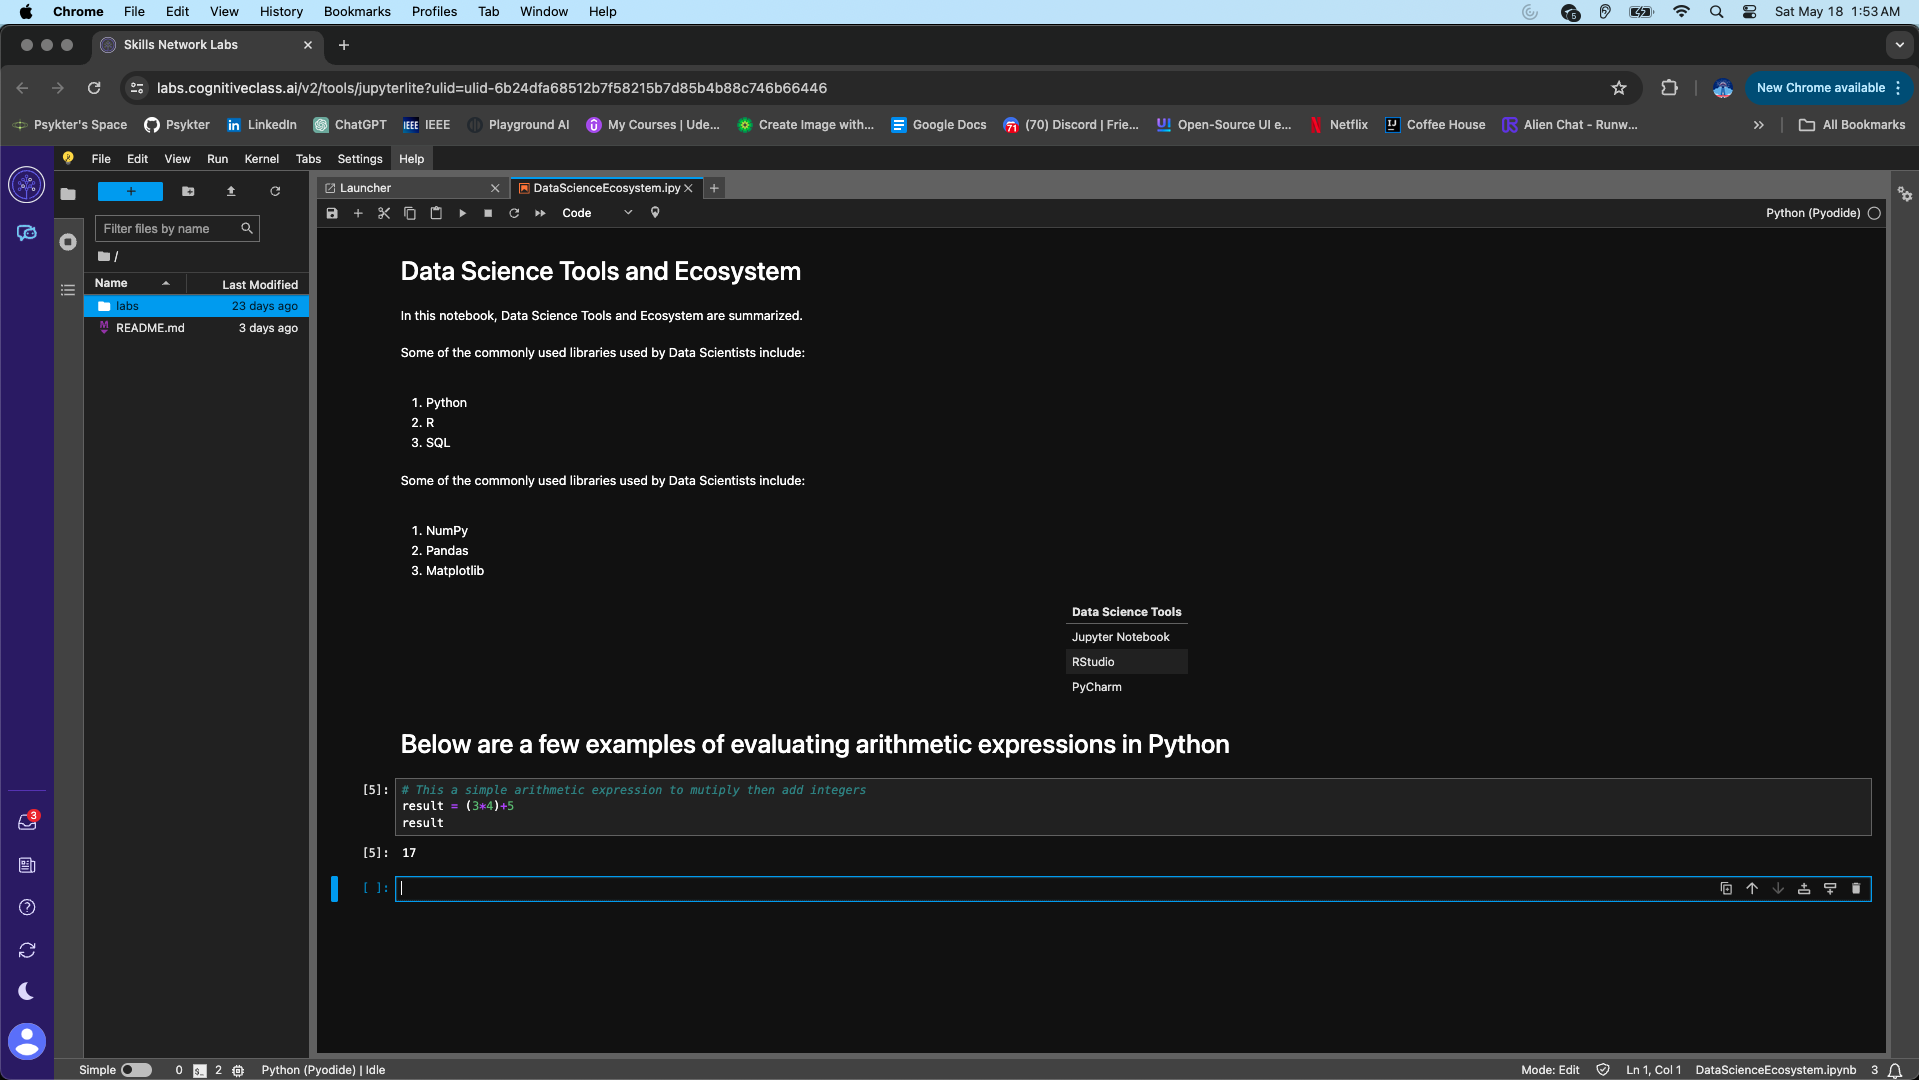 Chrome File Edit View History Bookmarks Profiles Tab Window Help 5 Sat May 18 1:53 AM
Skills Network Labs
labs.cognitiveclass.ai/v2/tools/jupyterlite?ulid=ulid-6b24dfa68512b7f58215b7d85b4b88c746b66446 New Chrome available
Psykter's Space Psykter in LinkedIn ChatGPT IEEE IEEE Playground AI My Courses | Ude... Create Image with... Google Docs 71 (70) Discord | Frie... Open-Source UI e... Netflix IJ Coffee House Alien Chat - Runw... » All Bookmarks
File Edit View Run Kernel Tabs Settings Help
Launcher DataScienceEcosystem.ipy
Code Python (Pyodide)
Filter files by name
/
Name Last Modified
labs 23 days ago
README.md 3 days ago
Data Science Tools and Ecosystem
In this notebook, Data Science Tools and Ecosystem are summarized.
Some of the commonly used libraries used by Data Scientists include:
1. Python
2. R
3. SQL
Some of the commonly used libraries used by Data Scientists include:
1. NumPy
2. Pandas
3. Matplotlib
Data Science Tools
Jupyter Notebook
RStudio
PyCharm
Below are a few examples of evaluating arithmetic expressions in Python
[5]: # This a simple arithmetic expression to mutiply then add integers
result = (3*4)+5
result
[5]: 17
[ ]:
3
Simple 0 2 Python (Pyodide) | Idle Mode: Edit Ln 1, Col 1 DataScienceEcosystem.ipynb 3